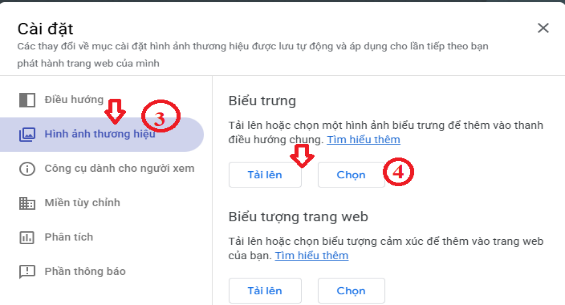 Cài đặt
Các thay đổi về mục cài đặt hình ảnh thương hiệu được lưu tự động và áp dụng cho lần tiếp theo bạn
phát hành trang web của mình
Điều hướng
Hình ảnh thương hiệu
3
Công cụ dành cho người xem
Miền tùy chỉnh
Phân tích
Phần thông báo
Biểu trưng
Tải lên hoặc chọn một hình ảnh biểu trưng để thêm vào thanh
điều hướng chung. Tìm hiểu thêm
Tải lên
Chọn
4
Biểu tượng trang web
Tải lên hoặc chọn biểu tượng cảm xúc để thêm vào trang web
của bạn. Tìm hiểu thêm
Tải lên
Chọn